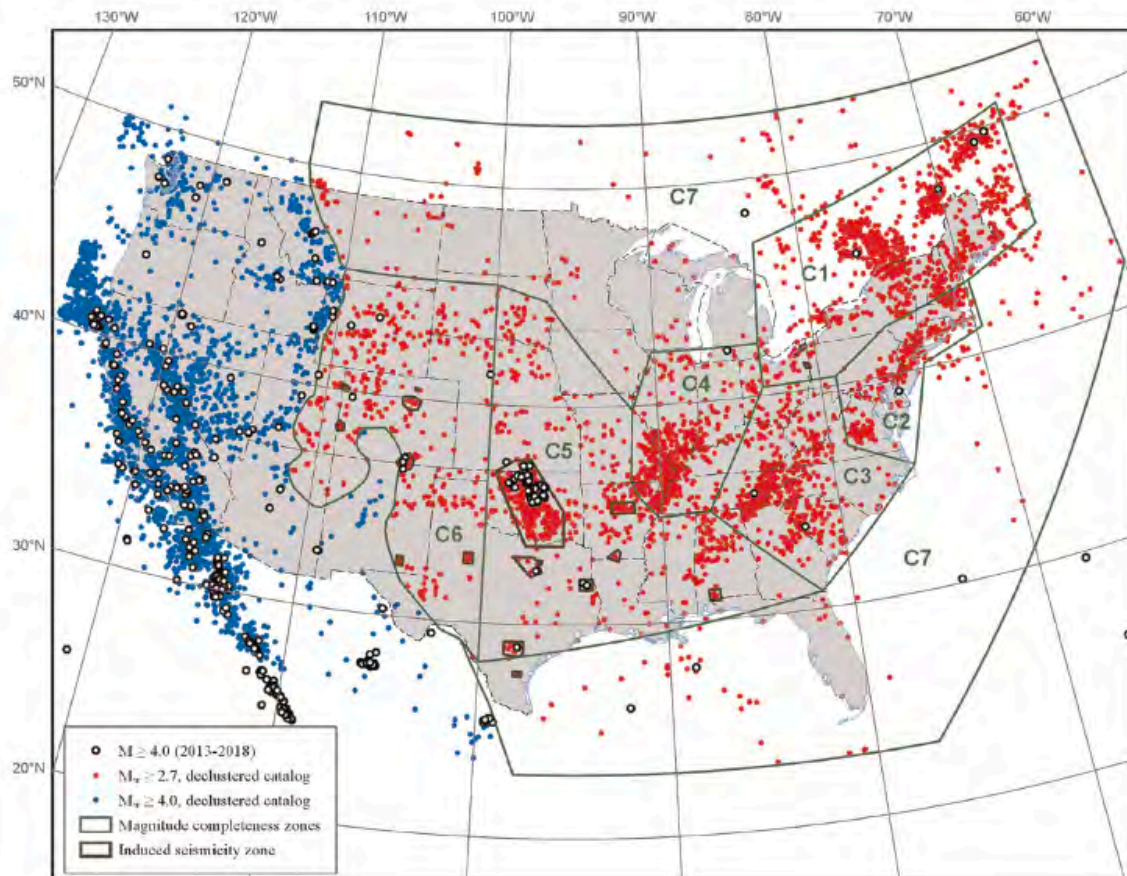 130°W 120°W 110°W 100°W 90°W 80°W 70°W 60°W
50°N
C7
C1
40°N
C4
C2
C5
C3
C6
30°N
C7
20°N
M ≥ 4.0 (2013-2018)
Mw ≥ 2.7, declustered catalog
Mw ≥ 4.0, declustered catalog
Magnitude completeness zones
Induced seismicity zone